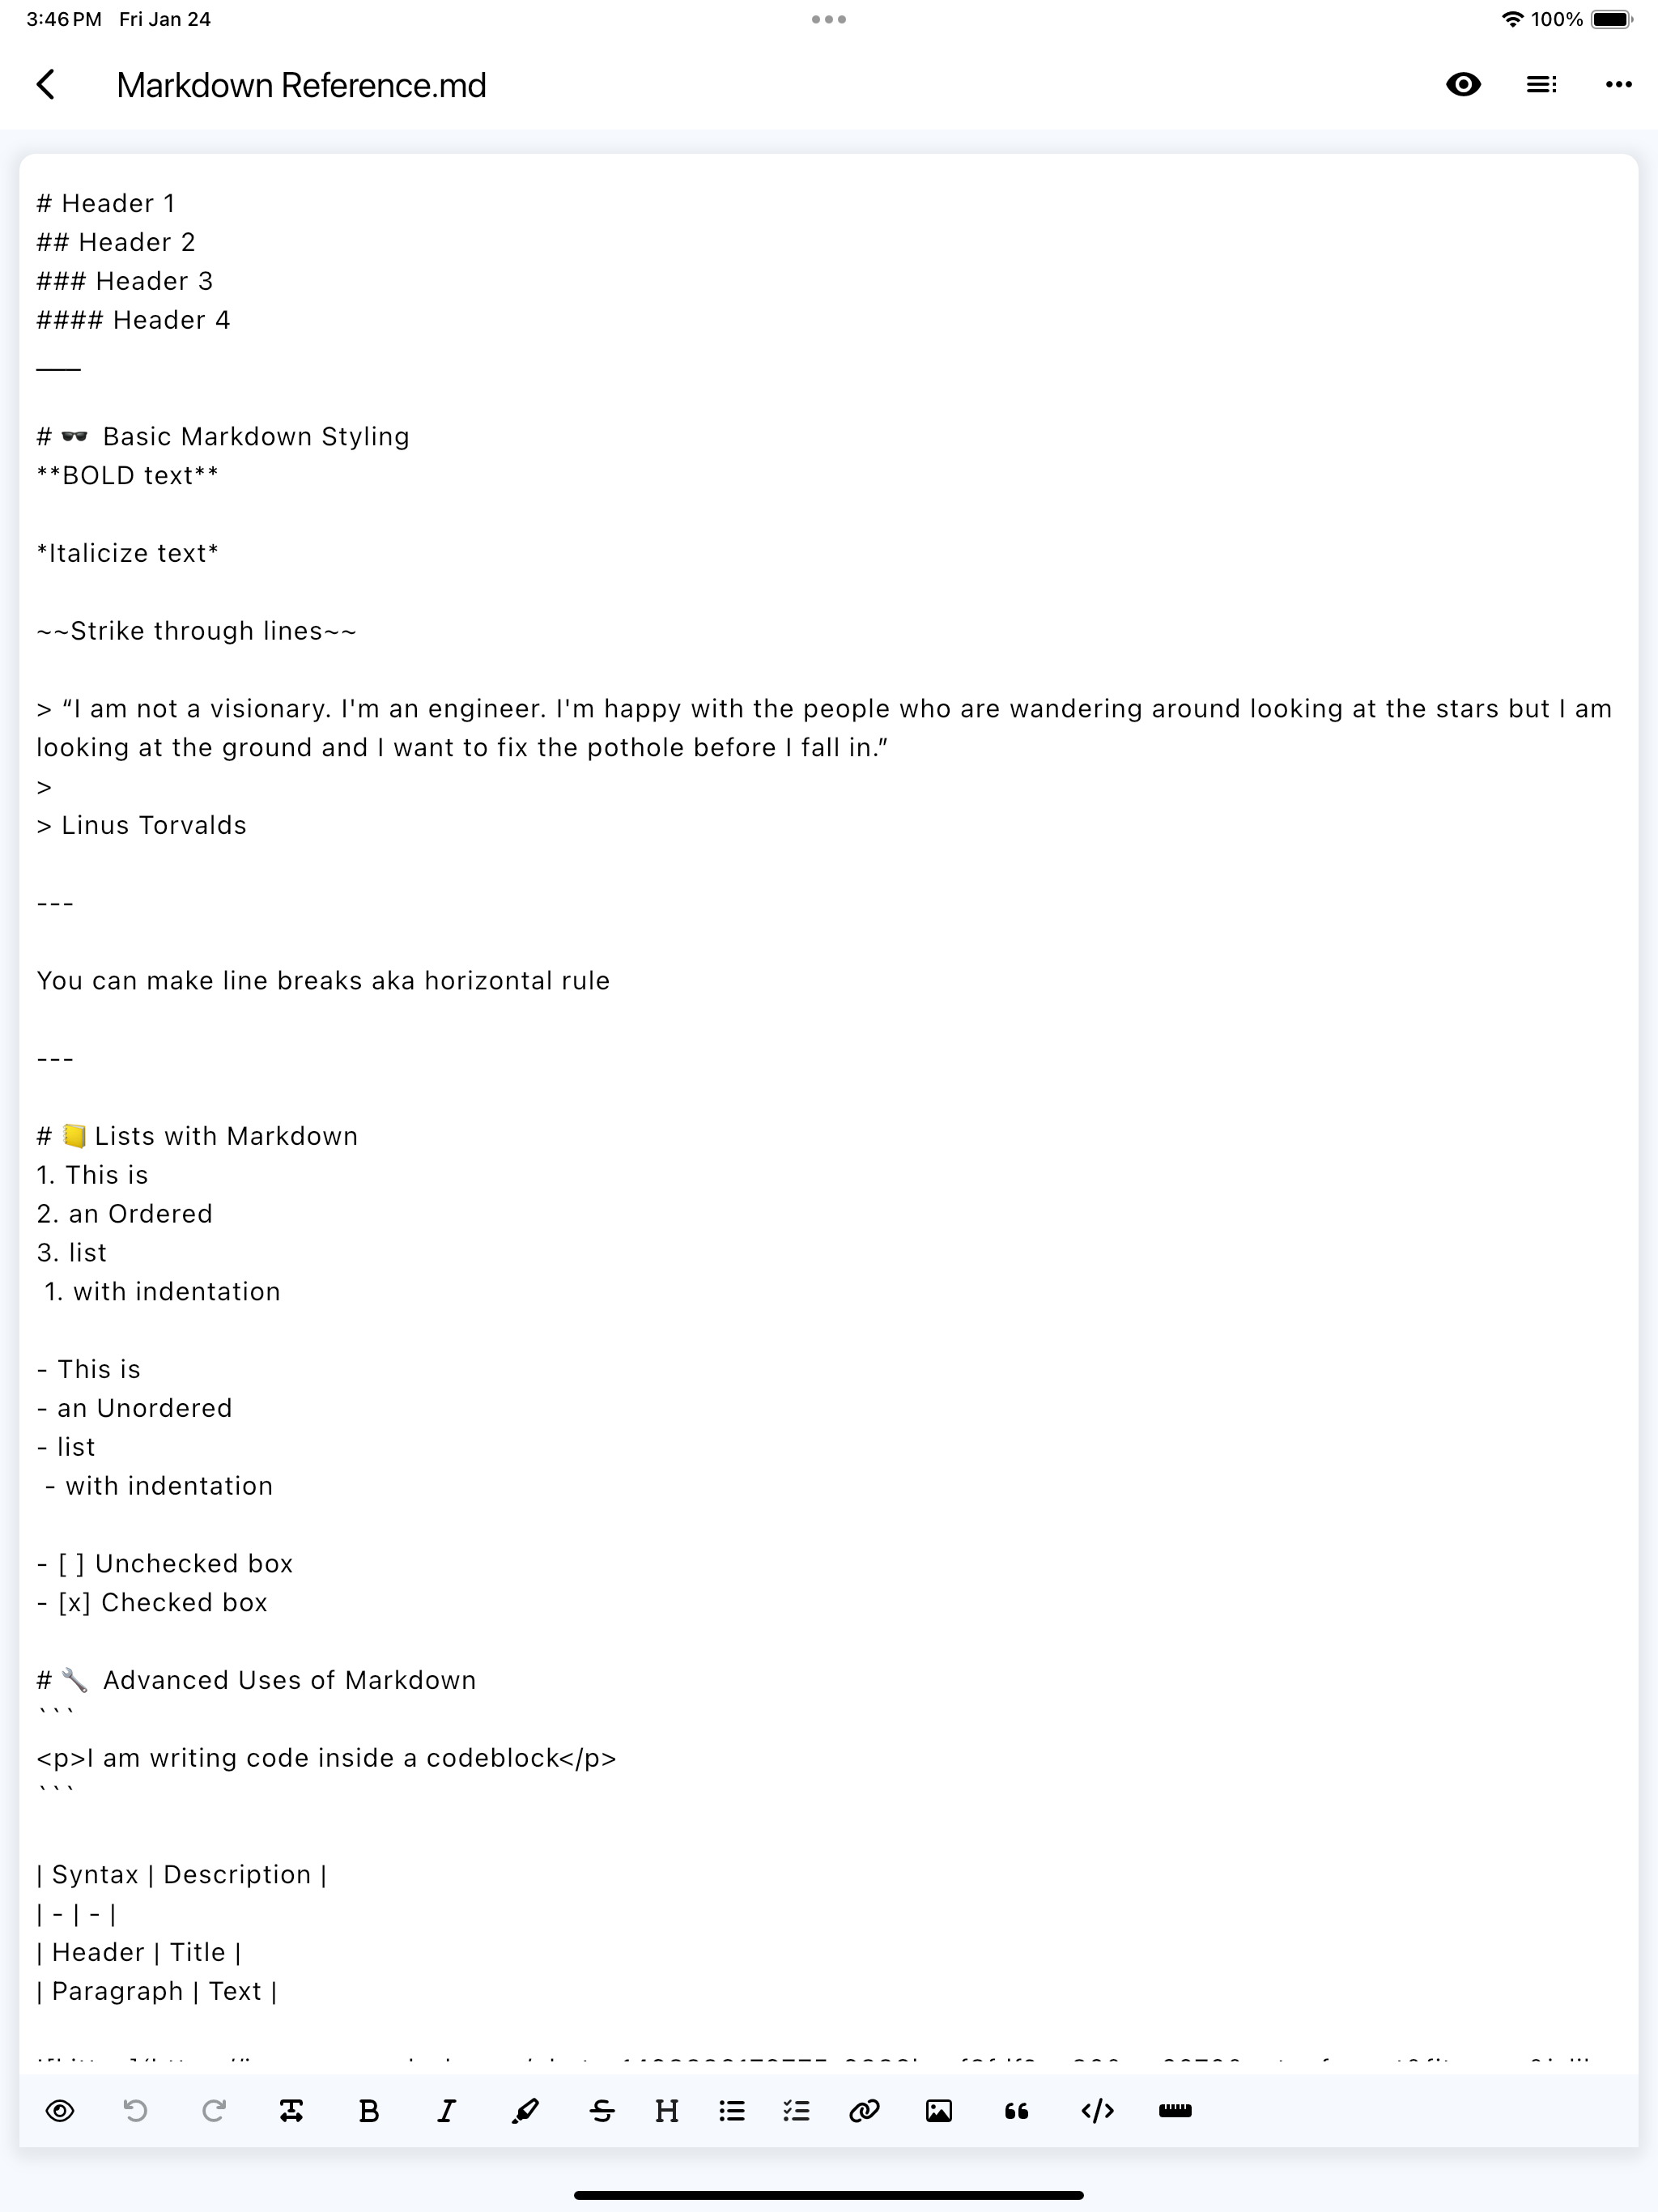 3:46 PM Fri Jan 24
100%
Markdown Reference.md
# Header 1
## Header 2
### Header 3
#### Header 4
___
# 🕶️ Basic Markdown Styling
**BOLD text**
*Italicize text*
~~Strike through lines~~
> “I am not a visionary. I'm an engineer. I'm happy with the people who are wandering around looking at the stars but I am
looking at the ground and I want to fix the pothole before I fall in.”
>
> Linus Torvalds
---
You can make line breaks aka horizontal rule
---
# 📒 Lists with Markdown
1. This is
2. an Ordered
3. list
 1. with indentation
- This is
- an Unordered
- list
 - with indentation
- [ ] Unchecked box
- [x] Checked box
# 🔧 Advanced Uses of Markdown
```
<p>I am writing code inside a codeblock</p>
```
| Syntax | Description |
| - | - |
| Header | Title |
| Paragraph | Text |